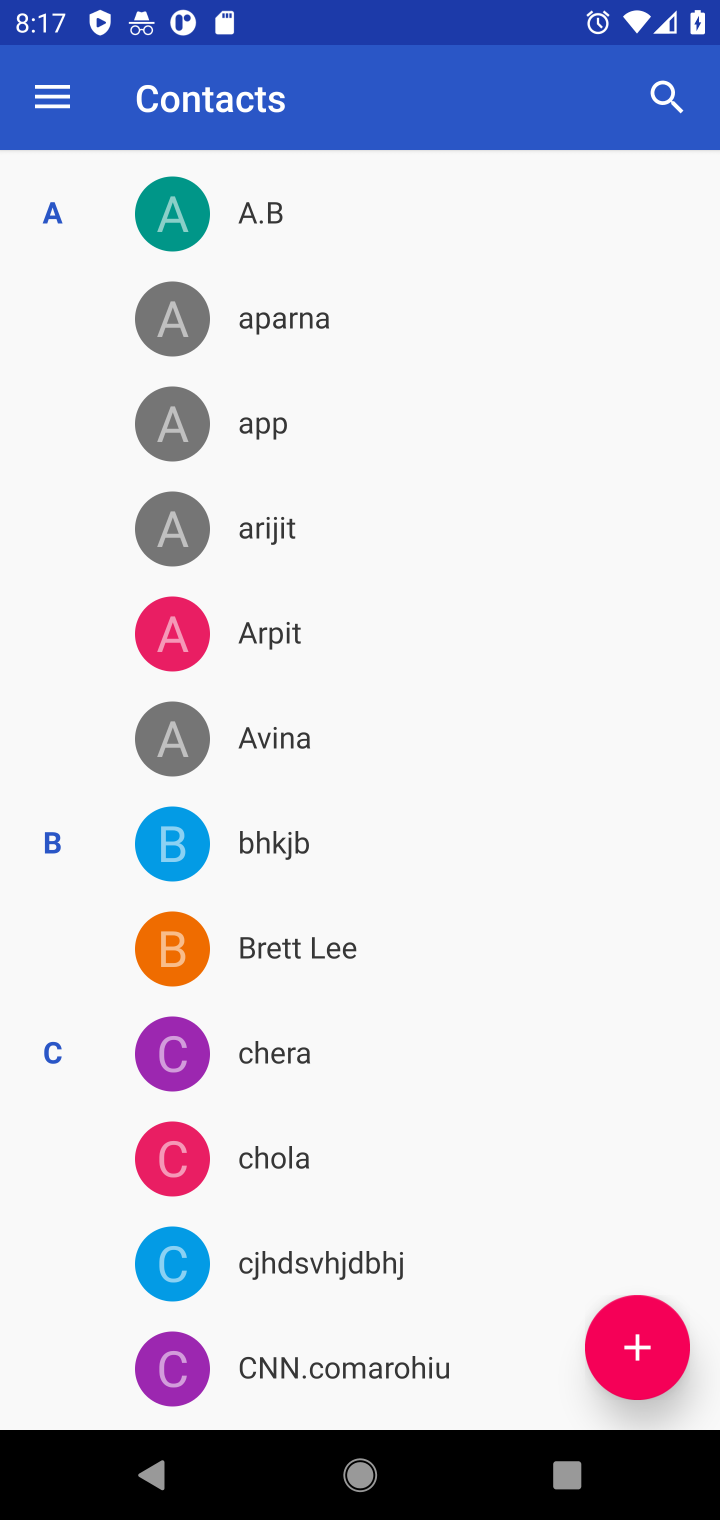 8:17
Contacts
A
A A.B
A aparna
A app
A arijit
A Arpit
A Avina
B
B bhkjb
B Brett Lee
C
C chera
C chola
C cjhdsvhjdbhj
C CNN.comarohiu